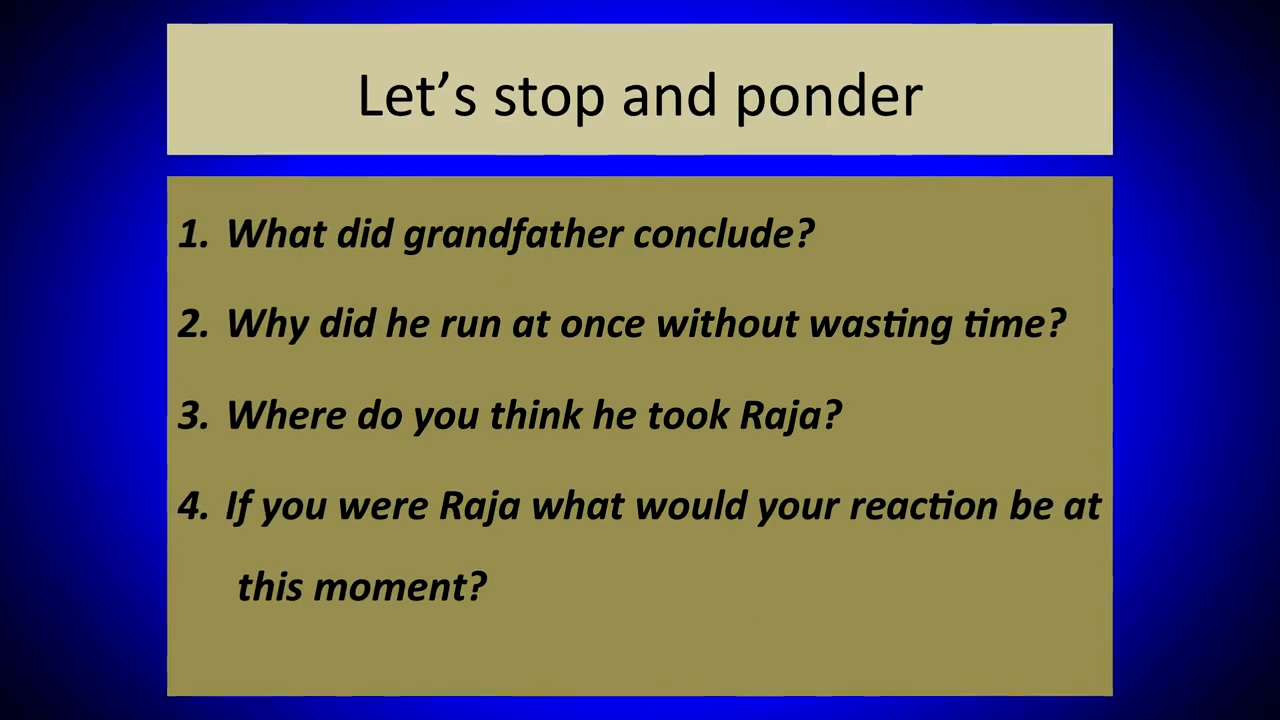 Let’s stop and ponder
1. What did grandfather conclude?
2. Why did he run at once without wasting time?
3. Where do you think he took Raja?
4. If you were Raja what would your reaction be at
this moment?